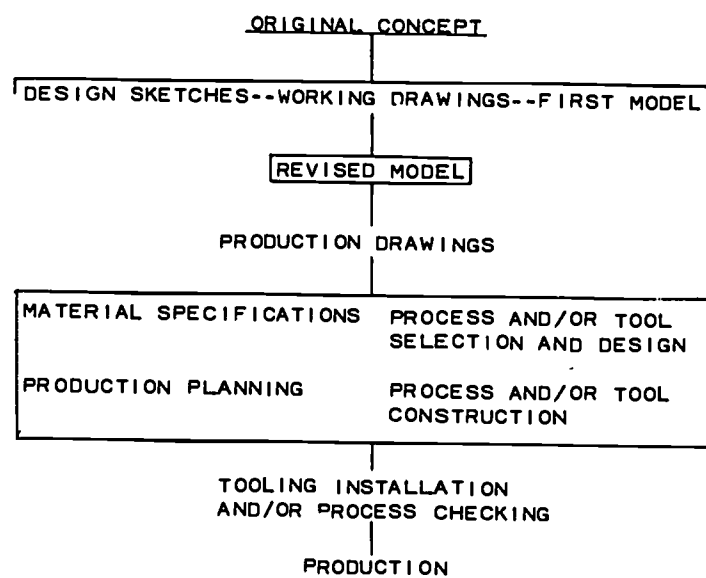 ORIGINAL CONCEPT
DESIGN SKETCHES--WORKING DRAWINGS--FIRST MODEL
REVISED MODEL
PRODUCTION DRAWINGS
MATERIAL SPECIFICATIONS
PROCESS AND/OR TOOL
SELECTION AND DESIGN
PRODUCTION PLANNING
PROCESS AND/OR TOOL
CONSTRUCTION
TOOLING INSTALLATION
AND/OR PROCESS CHECKING
PRODUCTION